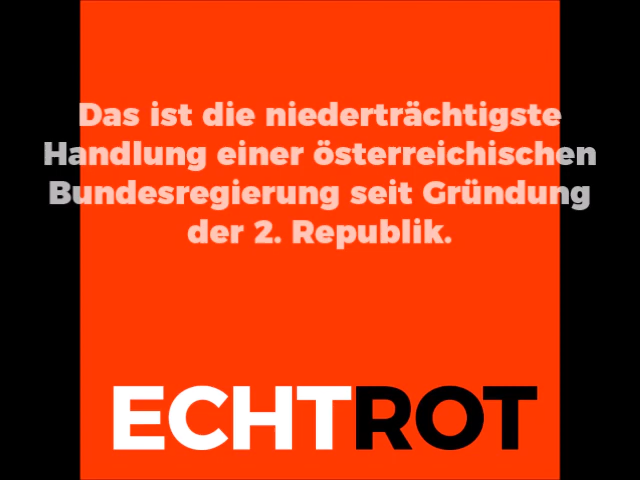 Das ist die niederträchtigste
Handlung einer österreichischen
Bundesregierung seit Gründung
der 2. Republik.
ECHTROT